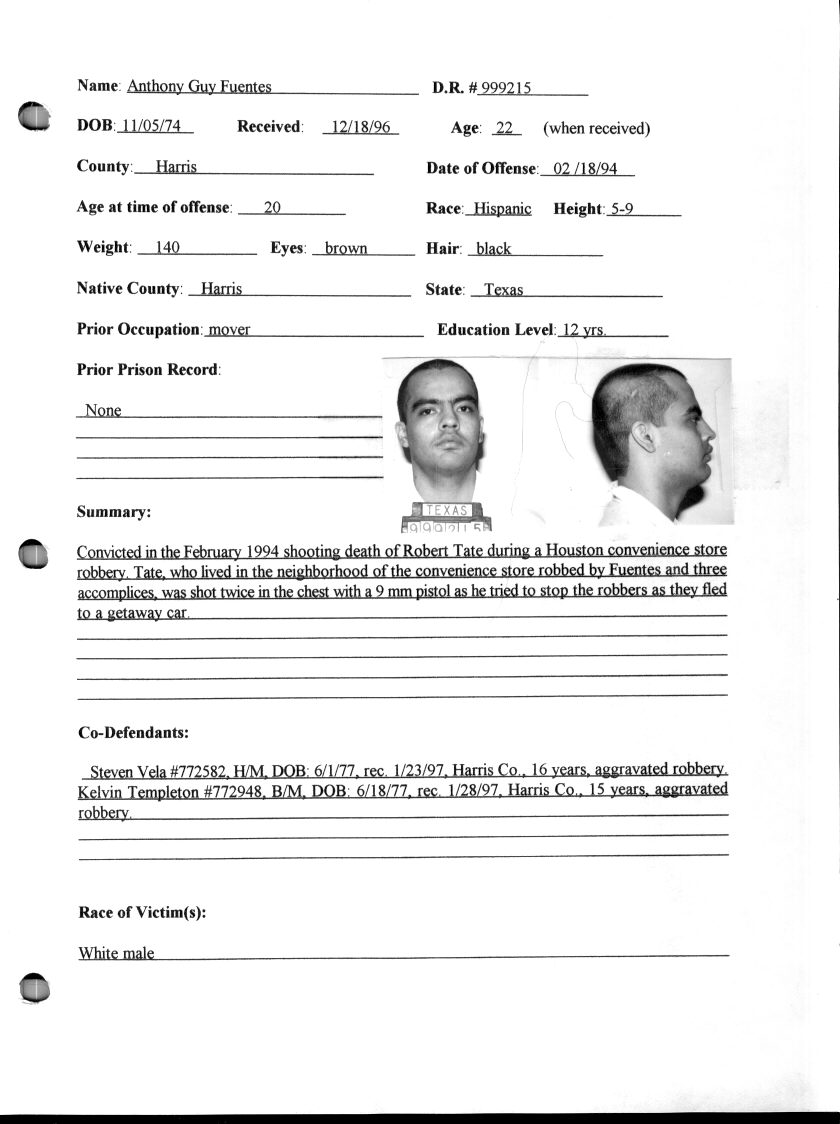 Name: Anthony Guy Fuentes D.R. # 999215
DOB: 11/05/74 Received: 12/18/96 Age: 22 (when received)
County: Harris Date of Offense: 02 /18/94
Age at time of offense: 20 Race: Hispanic Height: 5-9
Weight: 140 Eyes: brown Hair: black
Native County: Harris State: Texas
Prior Occupation: mover Education Level: 12 yrs.
Prior Prison Record:
None
TEXAS
999215
Summary:
Convicted in the February 1994 shooting death of Robert Tate during a Houston convenience store
robbery. Tate, who lived in the neighborhood of the convenience store robbed by Fuentes and three
accomplices, was shot twice in the chest with a 9 mm pistol as he tried to stop the robbers as they fled
to a getaway car.
Co-Defendants:
Steven Vela #772582, H/M, DOB: 6/1/77, rec. 1/23/97, Harris Co., 16 years, aggravated robbery.
Kelvin Templeton #772948, B/M, DOB: 6/18/77, rec. 1/28/97, Harris Co., 15 years, aggravated
robbery.
Race of Victim(s):
White male